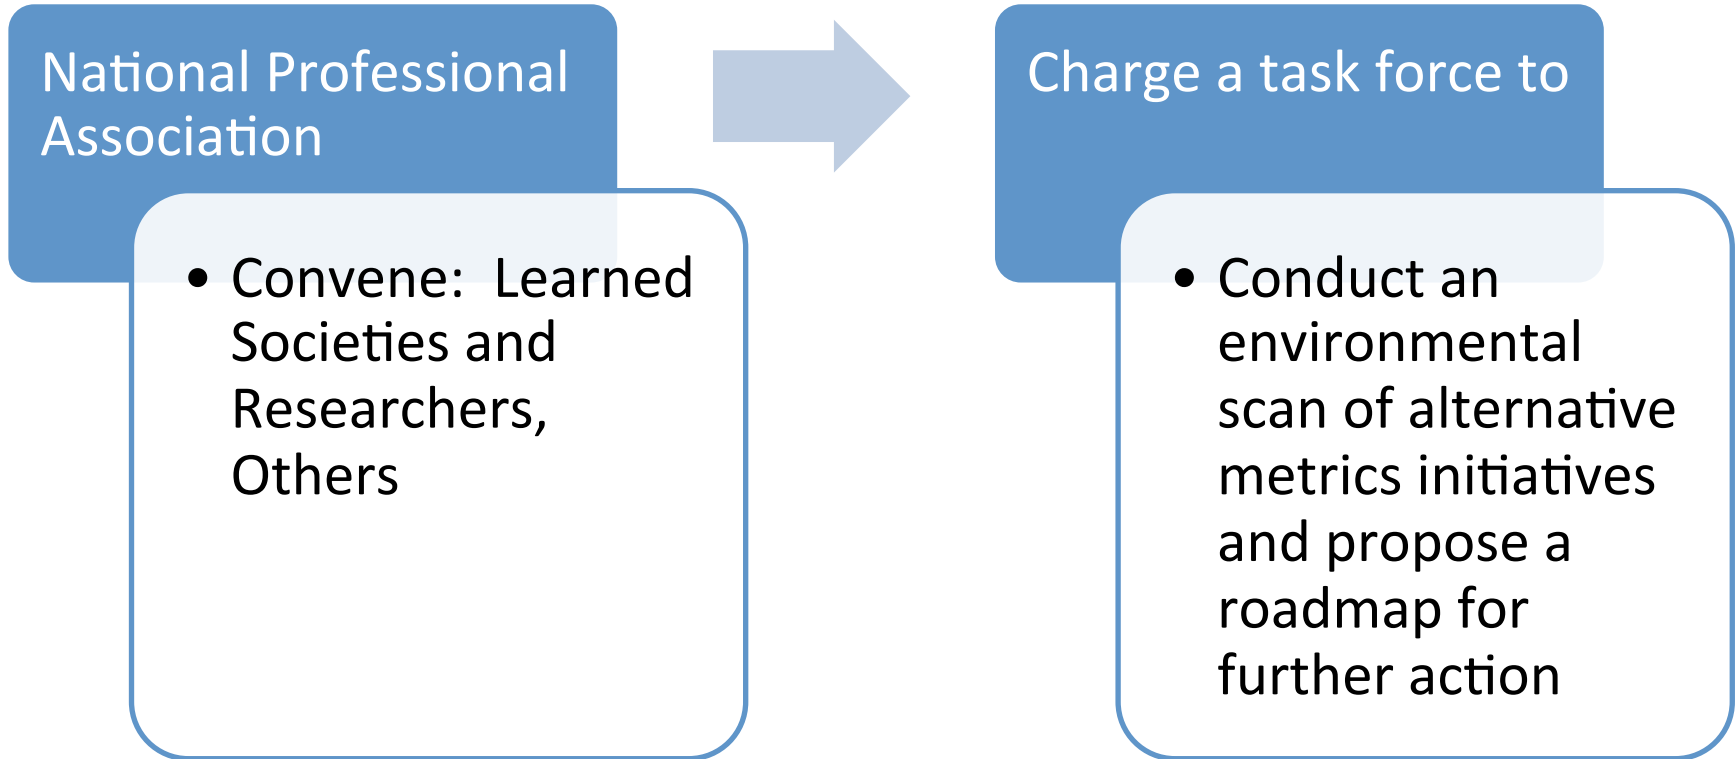 National Professional
Association
• Convene:  Learned
Societies and
Researchers,
Others
Charge a task force to
• Conduct an
environmental
scan of alternative
metrics initiatives
and propose a
roadmap for
further action